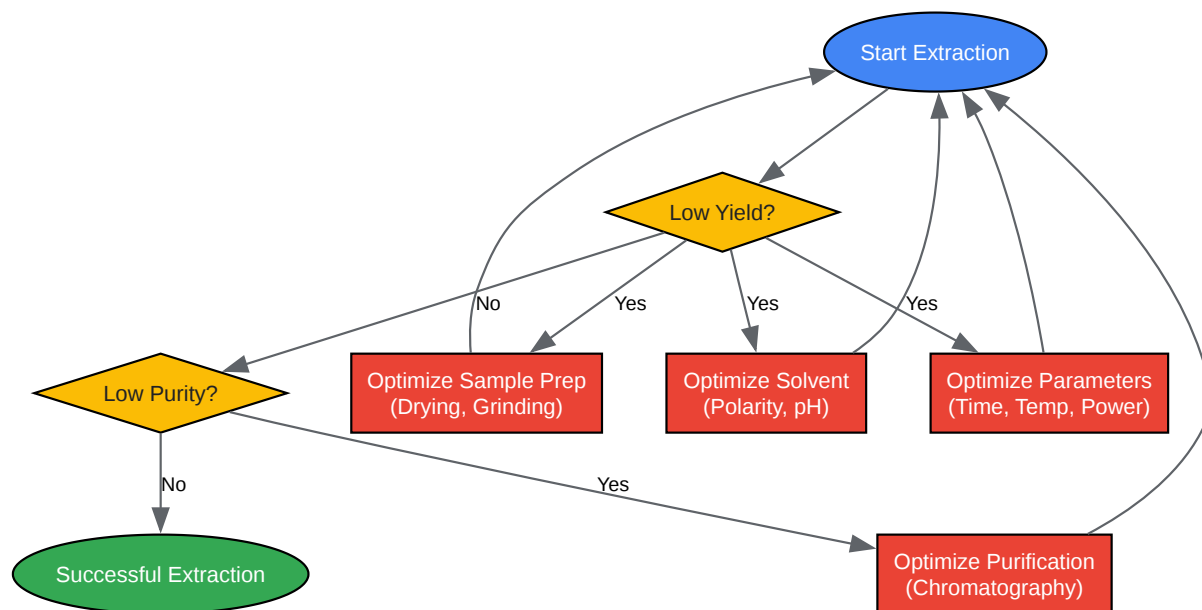 Start Extraction
Low Yield?
No
Yes
Yes
Yes
Low Purity?
Optimize Sample Prep
(Drying, Grinding)
Optimize Solvent
(Polarity, pH)
Optimize Parameters
(Time, Temp, Power)
No
Yes
Successful Extraction
Optimize Purification
(Chromatography)